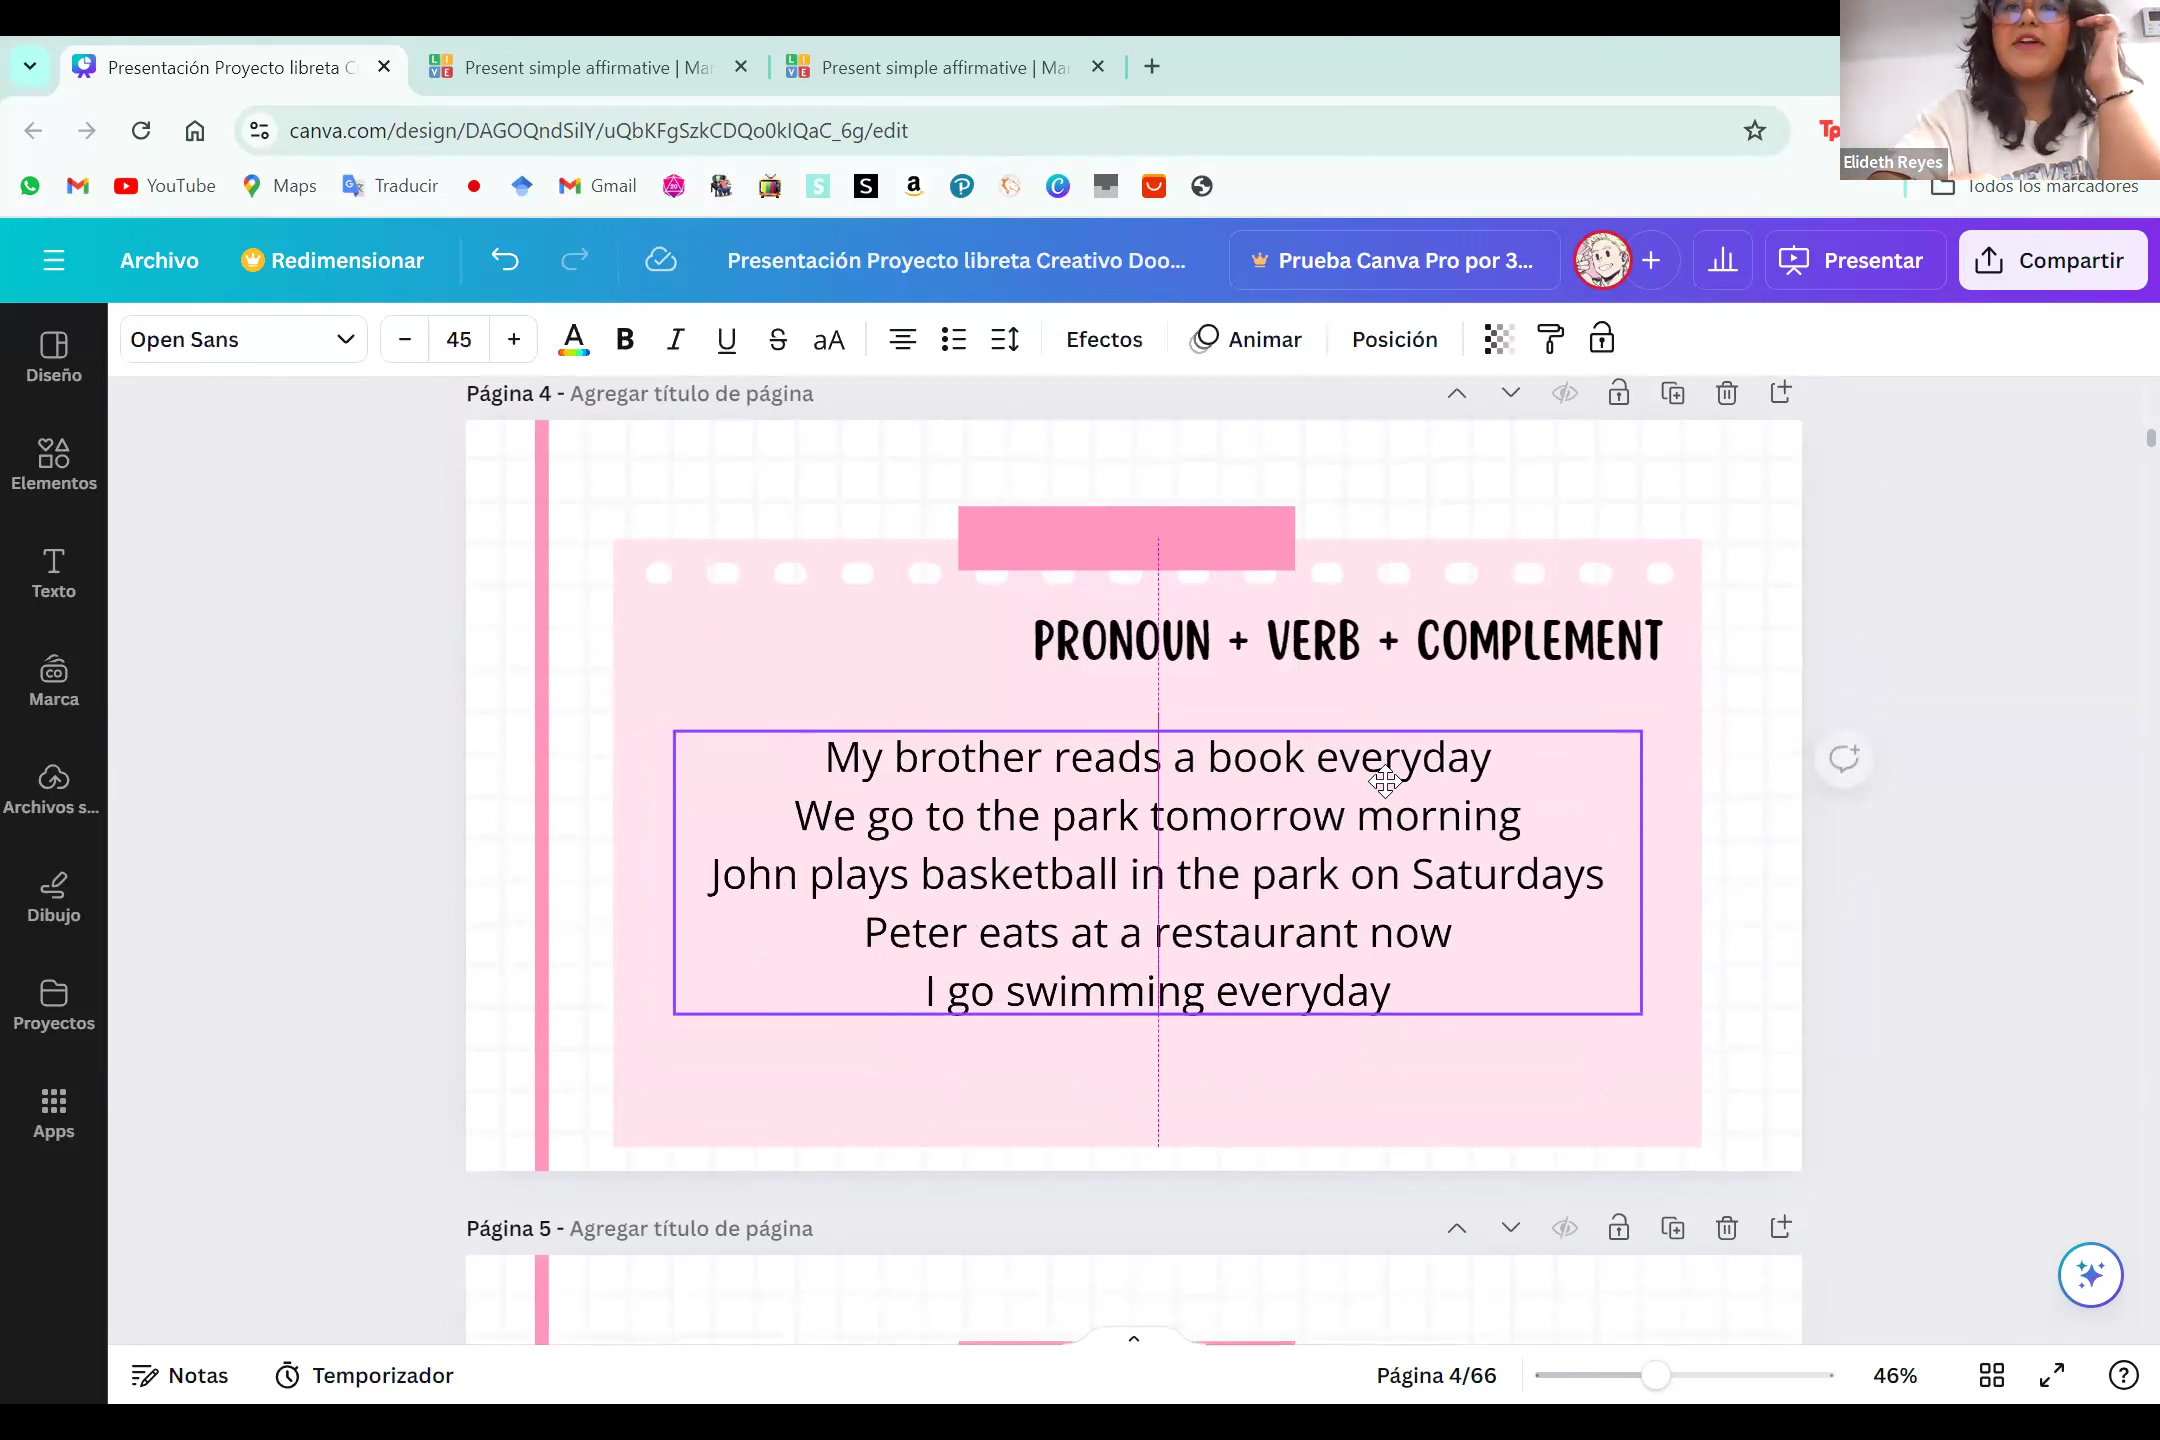 Presentación Proyecto libreta C
Present simple affirmative | Mar
Present simple affirmative | Mar
canva.com/design/DAGOQndSilY/uQbKFgSzkCDQo0kIQaC_6g/edit
Elideth Reyes
YouTube
Maps
Traducir
Gmail
Todos los marcadores
Archivo
Redimensionar
Presentación Proyecto libreta Creativo Doo...
Prueba Canva Pro por 3...
Presentar
Compartir
Open Sans
- 45 +
A B I U S aA
Efectos
Animar
Posición
Diseño
Elementos
Texto
Marca
Archivos s...
Dibujo
Proyectos
Apps
Página 4 - Agregar título de página
PRONOUN + VERB + COMPLEMENT
My brother reads a book everyday
We go to the park tomorrow morning
John plays basketball in the park on Saturdays
Peter eats at a restaurant now
I go swimming everyday
Página 5 - Agregar título de página
Notas
Temporizador
Página 4/66
46%